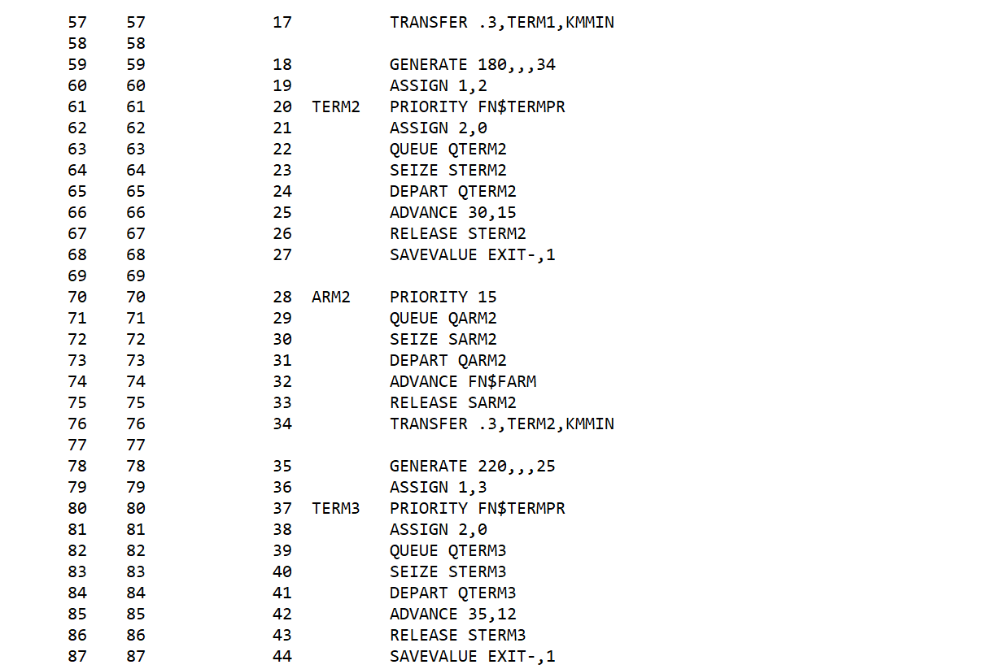 57 57 17 TRANSFER .3,TERM1,KMMIN
58 58
59 59 18 GENERATE 180,,,34
60 60 19 ASSIGN 1,2
61 61 20 TERM2 PRIORITY FN$TERMPR
62 62 21 ASSIGN 2,0
63 63 22 QUEUE QTERM2
64 64 23 SEIZE STERM2
65 65 24 DEPART QTERM2
66 66 25 ADVANCE 30,15
67 67 26 RELEASE STERM2
68 68 27 SAVEVALUE EXIT-,1
69 69
70 70 28 ARM2 PRIORITY 15
71 71 29 QUEUE QARM2
72 72 30 SEIZE SARM2
73 73 31 DEPART QARM2
74 74 32 ADVANCE FN$FARM
75 75 33 RELEASE SARM2
76 76 34 TRANSFER .3,TERM2,KMMIN
77 77
78 78 35 GENERATE 220,,,25
79 79 36 ASSIGN 1,3
80 80 37 TERM3 PRIORITY FN$TERMPR
81 81 38 ASSIGN 2,0
82 82 39 QUEUE QTERM3
83 83 40 SEIZE STERM3
84 84 41 DEPART QTERM3
85 85 42 ADVANCE 35,12
86 86 43 RELEASE STERM3
87 87 44 SAVEVALUE EXIT-,1